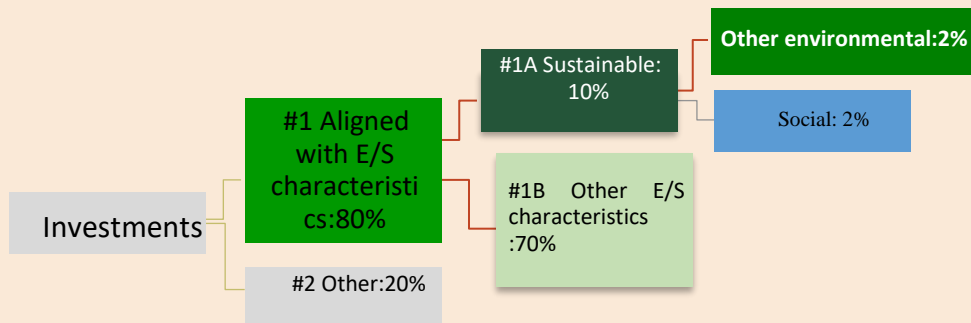 Investments
#1 Aligned
with E/S
characteristi
cs:80%
#2 Other:20%
#1A Sustainable:
10%
#1B Other E/S
characteristics
:70%
Other environmental:2%
Social: 2%